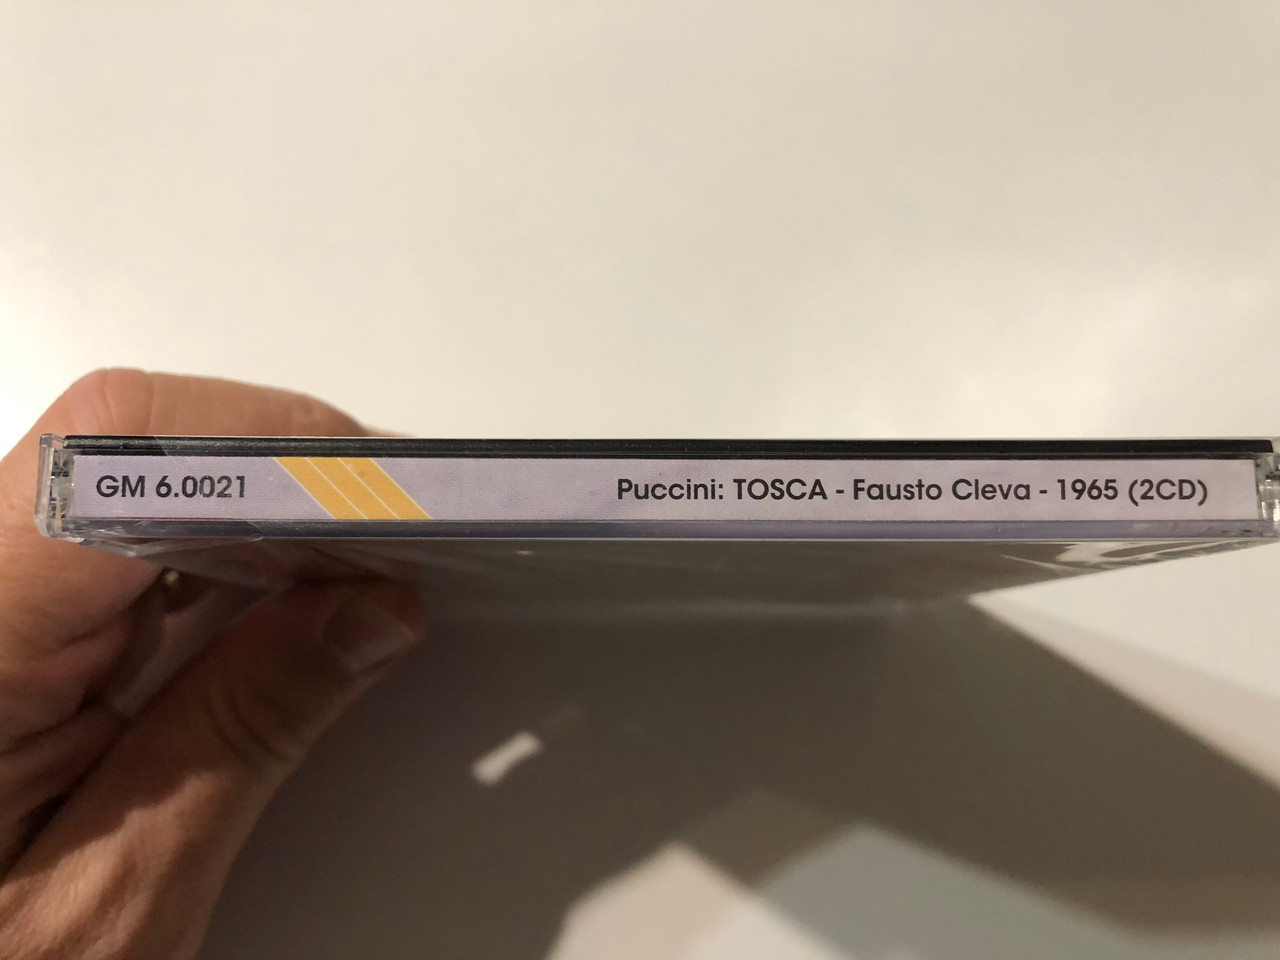 GM 6.0021
Puccini: TOSCA - Fausto Cleva - 1965 (2CD)